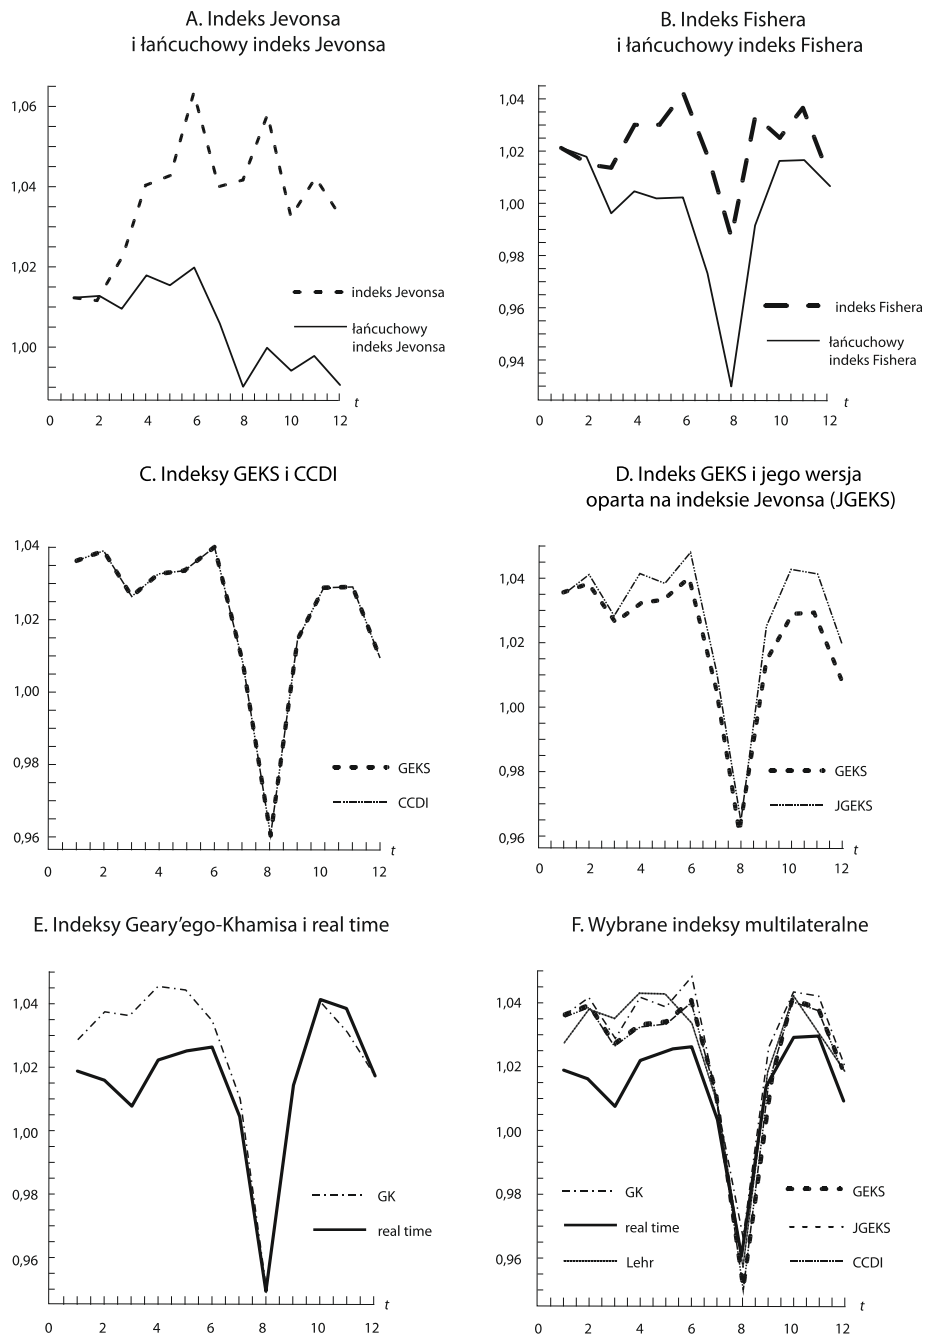 A. Indeks Jevonsa
i łańcuchowy indeks Jevonsa
1,06
1,04
1,02
1,00
indeks Jevonsa
łańcuchowy
indeks Jevonsa
t
0 2 4 6 8 10 12
B. Indeks Fishera
i łańcuchowy indeks Fishera
1,04
1,02
1,00
0,98
0,96
0,94
indeks Fishera
łańcuchowy
indeks Fishera
t
0 2 4 6 8 10 12
C. Indeksy GEKS i CCDI
1,04
1,02
1,00
0,98
0,96
GEKS
CCDI
t
0 2 4 6 8 10 12
D. Indeks GEKS i jego wersja
oparta na indeksie Jevonsa (JGEKS)
1,04
1,02
1,00
0,98
0,96
GEKS
JGEKS
t
0 2 4 6 8 10 12
E. Indeksy Geary’ego-Khamisa i real time
1,04
1,02
1,00
0,98
0,96
GK
real time
t
0 2 4 6 8 10 12
F. Wybrane indeksy multilateralne
1,04
1,02
1,00
0,98
0,96
GK
real time
Lehr
GEKS
JGEKS
CCDI
t
0 2 4 6 8 10 12